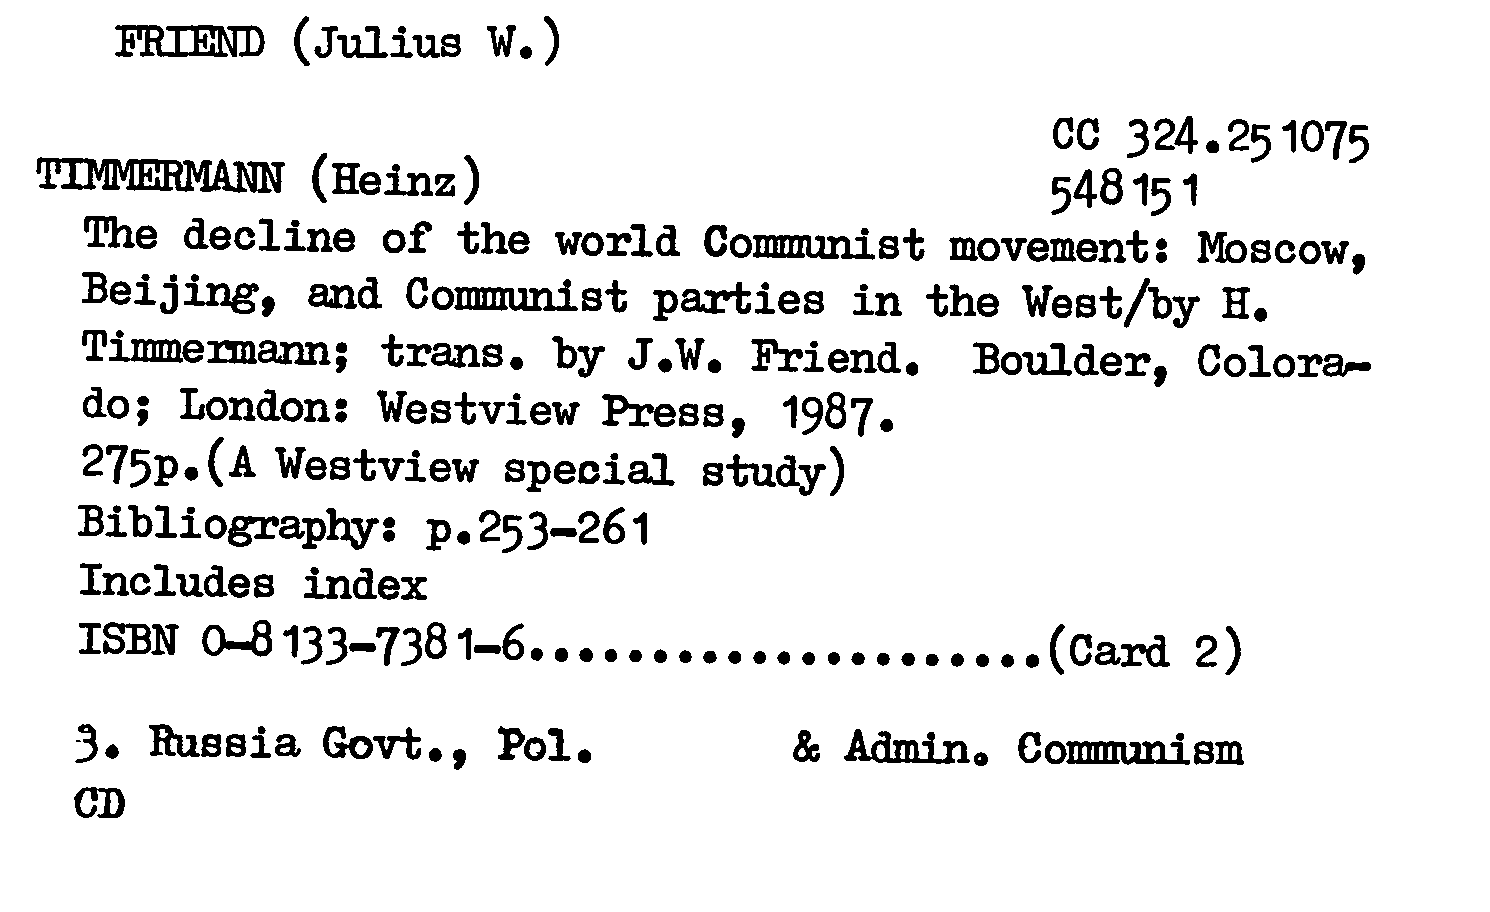 FRIEND (Julius W.)
CC 324.251075
TIMMERMANN (Heinz)
548151
The decline of the world Communist movement: Moscow,
Beijing, and Communist parties in the West/by H.
Timmermann; trans. by J.W. Friend. Boulder, Colora-
do; London: Westview Press, 1987.
275p.(A Westview special study)
Bibliography: p.253-261
Includes index
ISBN 0-8133-7381-6.....................(Card 2)
3. Russia Govt., Pol. & Admin. Communism
CD